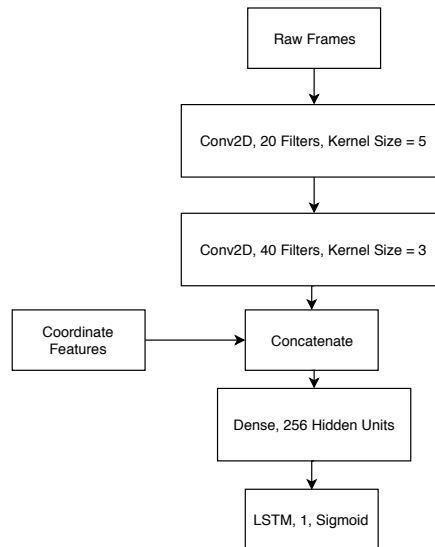 Raw Frames
Conv2D, 20 Filters, Kernel Size = 5
Conv2D, 40 Filters, Kernel Size = 3
Coordinate
Features
Concatenate
Dense, 256 Hidden Units
LSTM, 1, Sigmoid